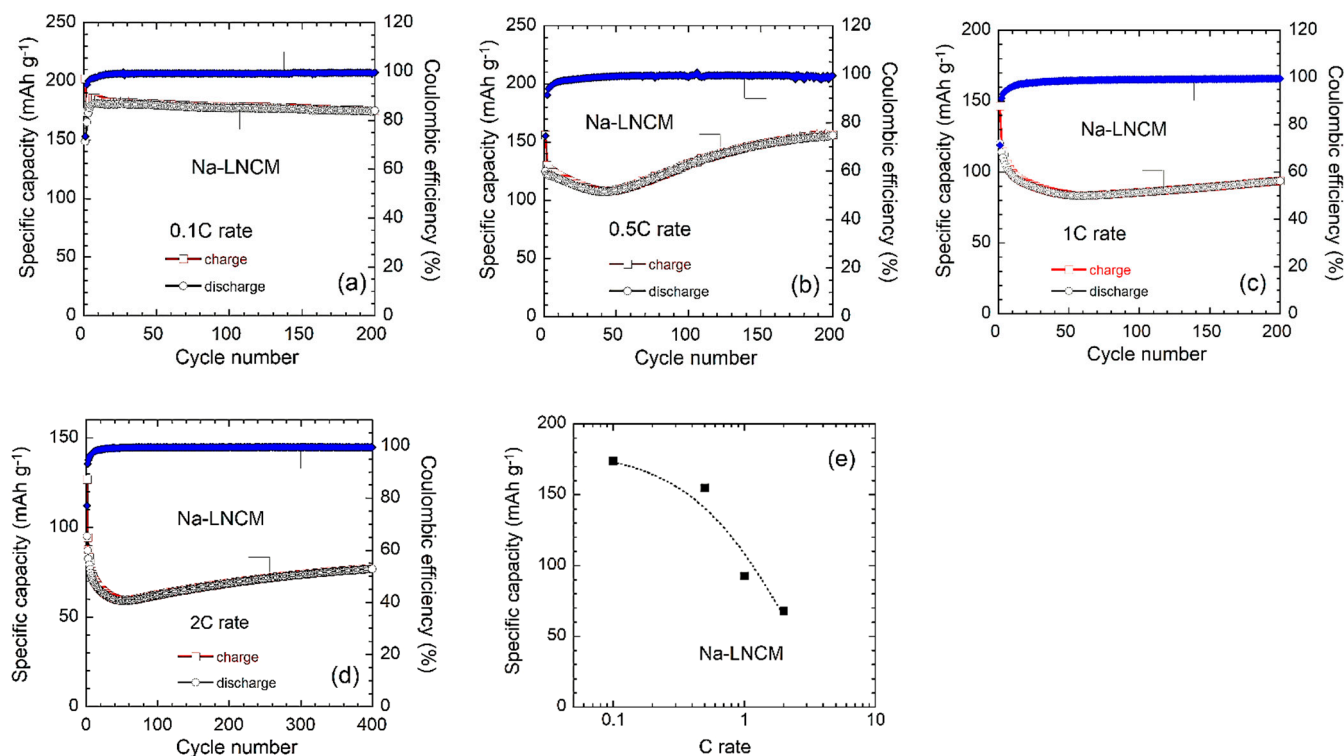 250
200
150
100
50
0
120
100
80
60
40
20
0
0
50
100
150
200
Specific capacity (mAh g⁻¹)
Coulombic efficiency (%)
Cycle number
Na-LNCM
0.1C rate
charge
discharge
(a)
250
200
150
100
50
0
120
100
80
60
40
20
0
0
50
100
150
200
Specific capacity (mAh g⁻¹)
Coulombic efficiency (%)
Cycle number
Na-LNCM
0.5C rate
charge
discharge
(b)
200
150
100
50
0
120
100
80
60
40
20
0
0
50
100
150
200
Specific capacity (mAh g⁻¹)
Coulombic efficiency (%)
Cycle number
Na-LNCM
1C rate
charge
discharge
(c)
150
100
50
0
100
80
60
40
20
0
0
100
200
300
400
Specific capacity (mAh g⁻¹)
Coulombic efficiency (%)
Cycle number
Na-LNCM
2C rate
charge
discharge
(d)
200
150
100
50
0
0.1
1
10
Specific capacity (mAh g⁻¹)
C rate
Na-LNCM
(e)